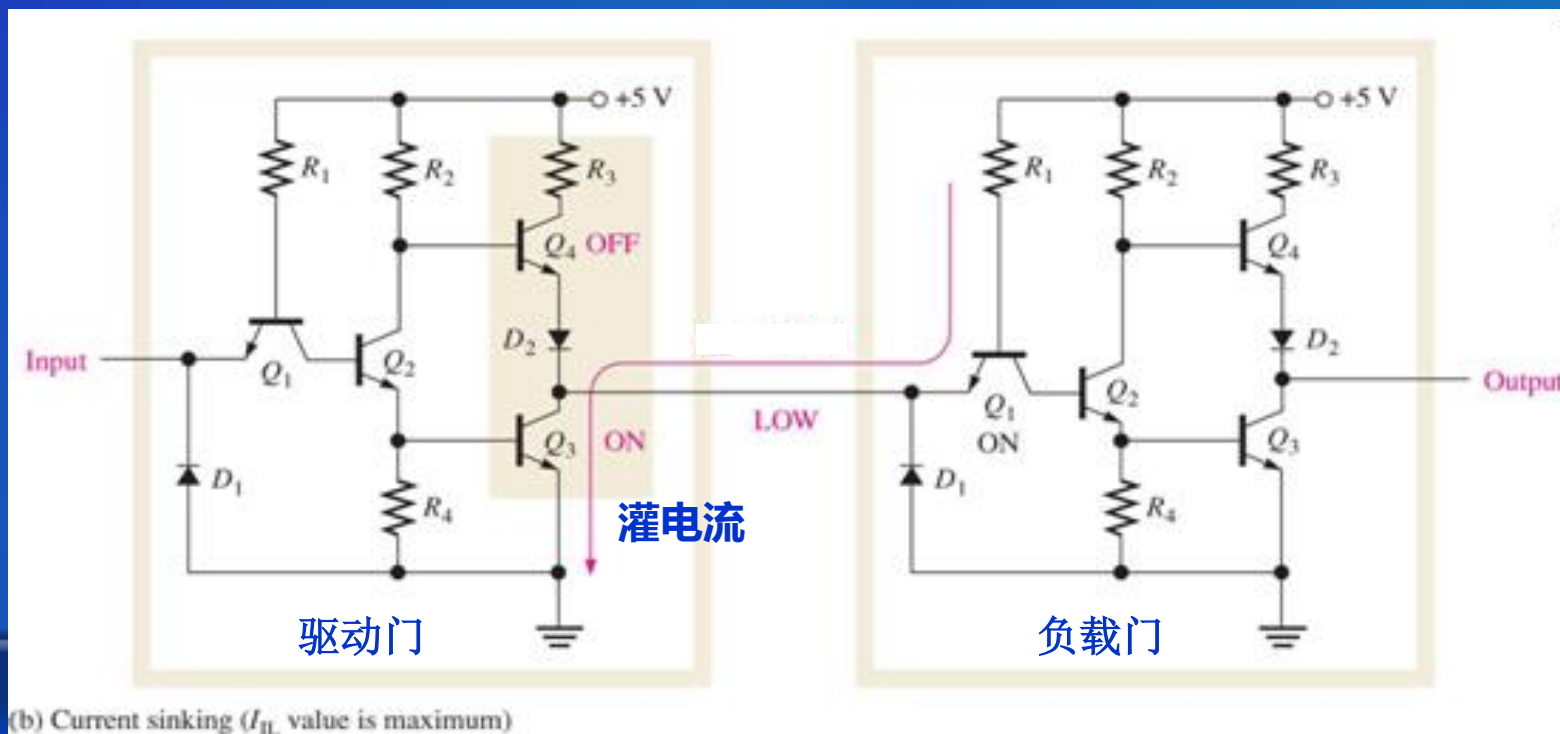 +5 V
+5 V
R₁
R₂
R₃
R₁
R₂
R₃
Q₄ OFF
Q₄
D₂
D₂
Input
Q₁
Q₂
Output
Q₁
ON
Q₂
LOW
Q₃ ON
Q₃
D₁
R₄
D₁
R₄
灌电流
驱动门
负载门
(b) Current sinking (I_IL value is maximum)